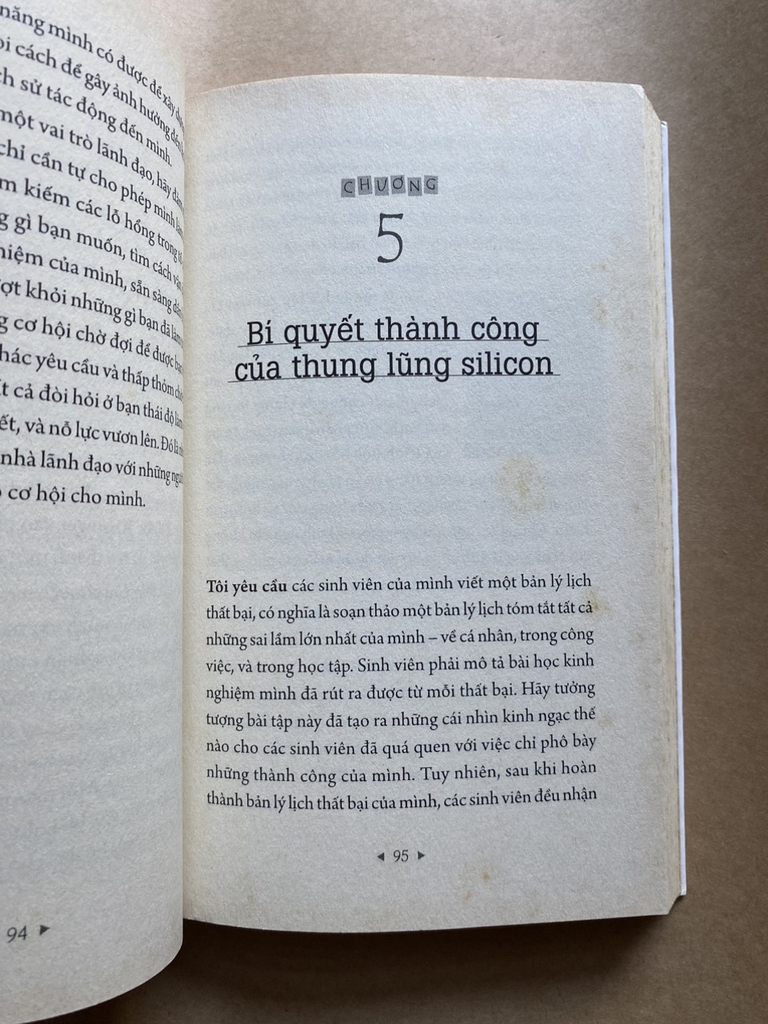 năng mình có được để xây
cách để gây ảnh hưởng đến
sử tác động đến mình.
một vai trò lãnh đạo, hãy
chỉ cần tự cho phép mình
kiếm các lỗ hổng trong
gì bạn muốn, tìm cách
của mình, sẵn sàng
khỏi những gì bạn đã
cơ hội chờ đợi để được
yêu cầu và thấp thỏm
cả đòi hỏi ở bạn thái độ
và nỗ lực vươn lên. Đó là
nhà lãnh đạo với những
cơ hội cho mình.
94
CHƯƠNG
5
Bí quyết thành công
của thung lũng silicon
Tôi yêu cầu các sinh viên của mình viết một bản lý lịch
thất bại, có nghĩa là soạn thảo một bản lý lịch tóm tắt tất cả
những sai lầm lớn nhất của mình – về cá nhân, trong công
việc, và trong học tập. Sinh viên phải mô tả bài học kinh
nghiệm mình đã rút ra được từ mỗi thất bại. Hãy tưởng
tượng bài tập này đã tạo ra những cái nhìn kinh ngạc thế
nào cho các sinh viên đã quá quen với việc chỉ phô bày
những thành công của mình. Tuy nhiên, sau khi hoàn
thành bản lý lịch thất bại của mình, các sinh viên đều nhận
95